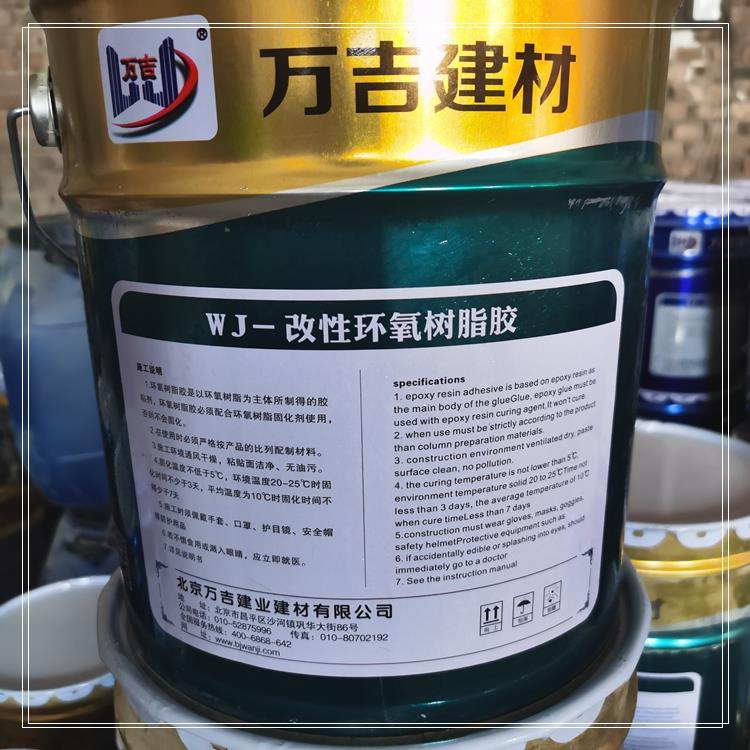 万吉
®
万吉建材
WJ-改性环氧树脂胶
施工说明
1.环氧树脂胶是以环氧树脂为主体所制得的胶
粘剂，环氧树脂胶必须配合环氧树脂固化剂使用，
否则不会固化。
2.在使用时必须严格按产品的比列配制材料。
3.施工环境通风干燥，粘贴面洁净、无油污。
4.固化温度不低于5℃，环境温度20-25℃时固
化时间不少于3天，平均温度为10℃时固化时间不
少于7天
5.施工时须佩戴手套、口罩、护目镜、安全帽
等防护用品
6.若不慎食用或溅入眼睛，应立即就医。
7.详见说明书
specifications
1. epoxy resin adhesive is based on epoxy resin as
the main body of the glueGlue, epoxy glue must be
used with epoxy resin curing agent,It won't cure.
2. when use must be strictly according to the product
than column preparation materials.
3. construction environment ventilated dry, paste
surface clean, no pollution.
4. the curing temperature is not lower than 5℃,
environment temperature solid 20 to 25℃Time not
less than 3 days, the average temperature of 10℃
when cure timeLess than 7 days
5.construction must wear gloves, masks, goggles,
safety helmetProtective equipment such as
6. if accidentally edible or splashing into eyes, should
immediately go to a doctor
7. See the instruction manual
北京万吉建业建材有限公司
地 址：北京市昌平区沙河镇巩华大街86号
公司电话：010-52875996 传真：010-80702192
全国服务热线：400-6868-642
网 址：www.bjwanji.com
向上